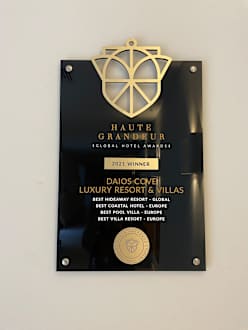 HAUTE
GRANDEUR
GLOBAL HOTEL AWARDS
2021 WINNER
DAIOS COVE
LUXURY RESORT & VILLAS
BEST HIDEAWAY RESORT - GLOBAL
BEST COASTAL HOTEL - EUROPE
BEST POOL VILLA - EUROPE
BEST VILLA RESORT - EUROPE